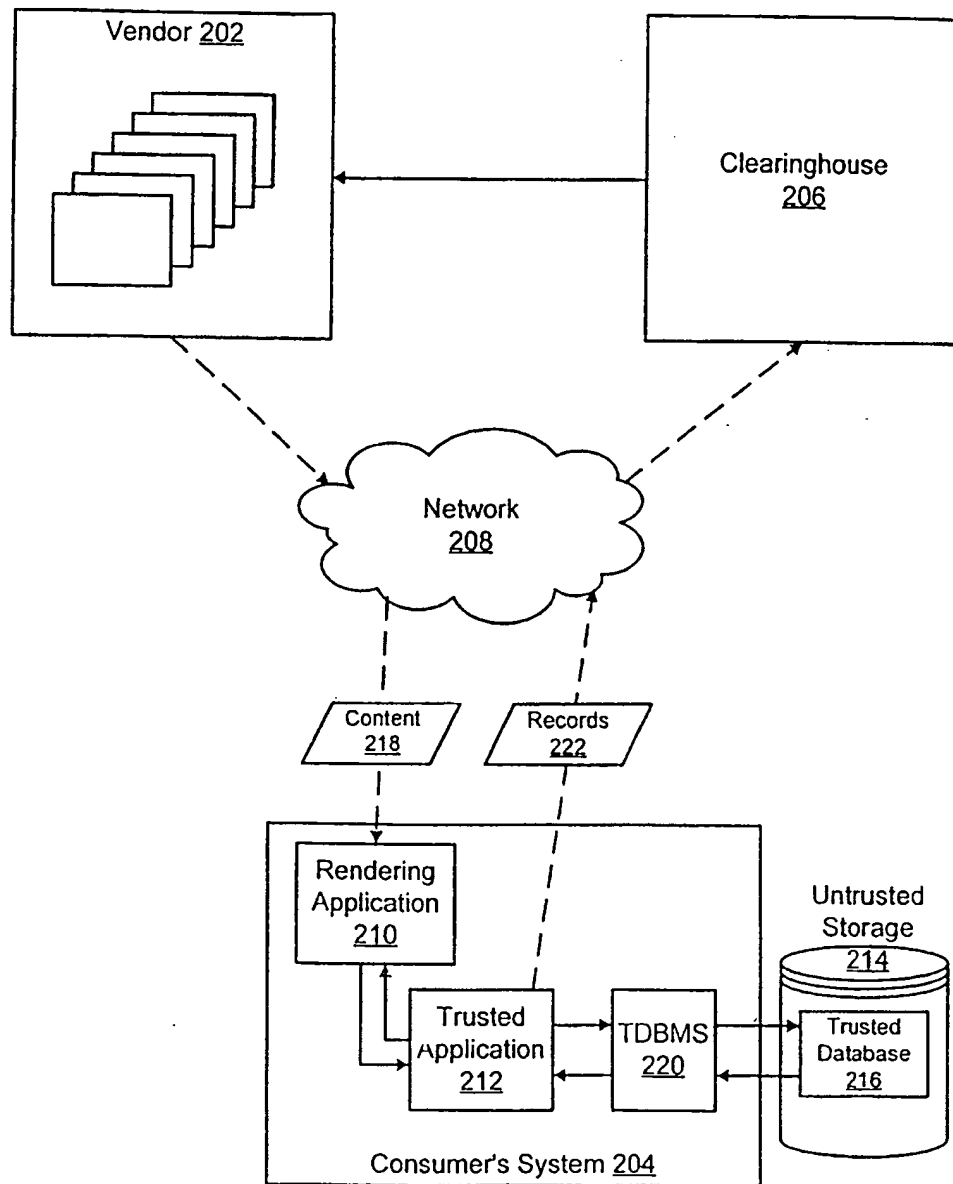 Vendor 202
Clearinghouse
206
Network
208
Content
218
Records
222
Rendering
Application
210
Untrusted
Storage
214
Trusted
Application
212
TDBMS
220
Trusted
Database
216
Consumer's System 204